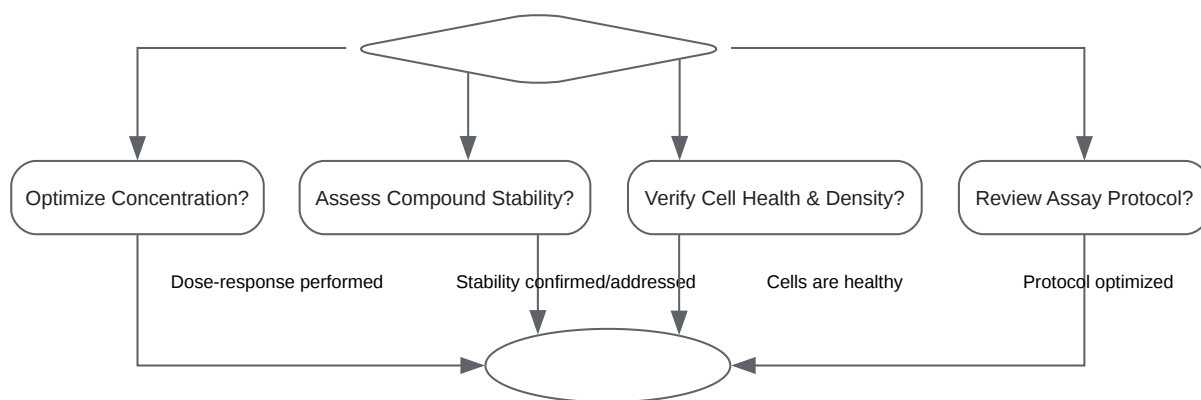 Optimize Concentration?
Assess Compound Stability?
Verify Cell Health & Density?
Review Assay Protocol?
Dose-response performed
Stability confirmed/addressed
Cells are healthy
Protocol optimized